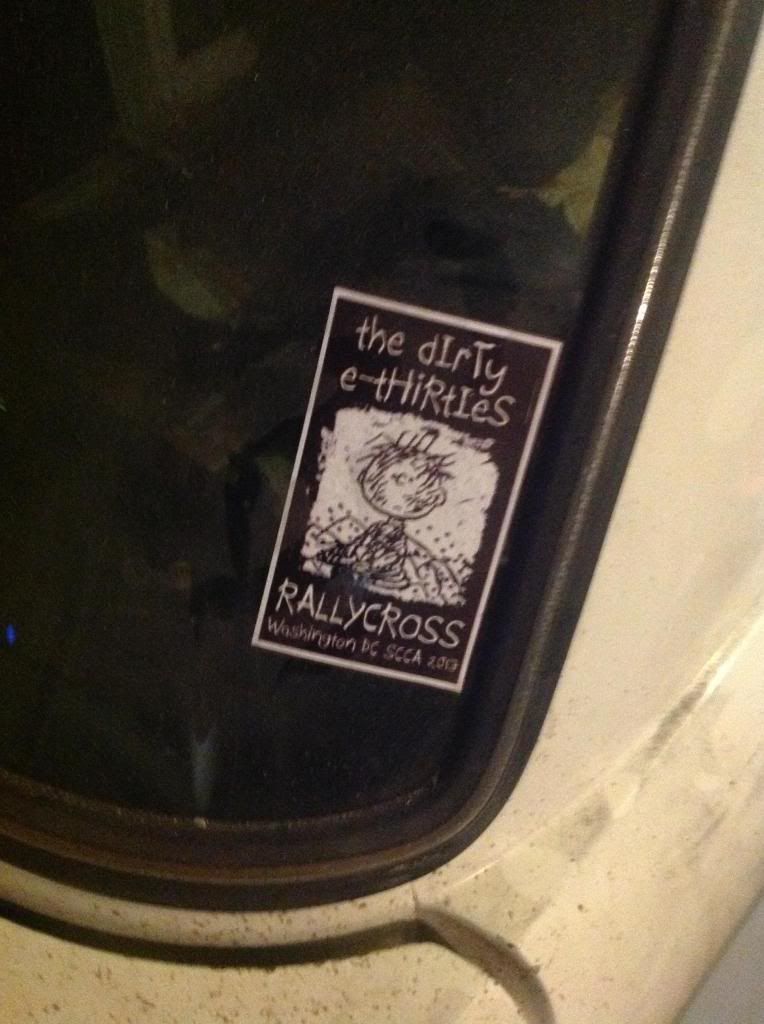 the dIrTy
e-tHiRtIes
RALLYCROSS
Washington DC SCCA 2013